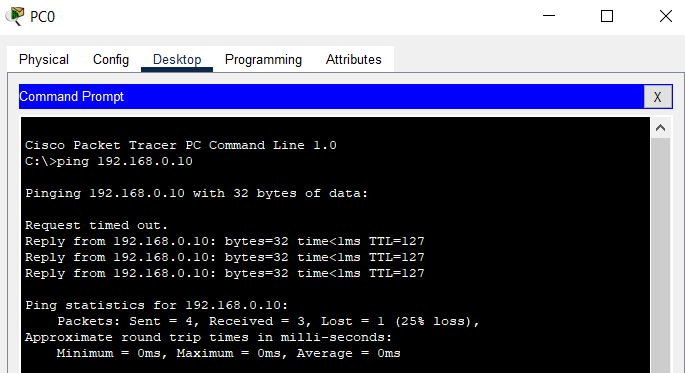 PC0
Physical Config Desktop Programming Attributes
Command Prompt X
Cisco Packet Tracer PC Command Line 1.0
C:\>ping 192.168.0.10
Pinging 192.168.0.10 with 32 bytes of data:
Request timed out.
Reply from 192.168.0.10: bytes=32 time<1ms TTL=127
Reply from 192.168.0.10: bytes=32 time<1ms TTL=127
Reply from 192.168.0.10: bytes=32 time<1ms TTL=127
Ping statistics for 192.168.0.10:
    Packets: Sent = 4, Received = 3, Lost = 1 (25% loss),
Approximate round trip times in milli-seconds:
    Minimum = 0ms, Maximum = 0ms, Average = 0ms